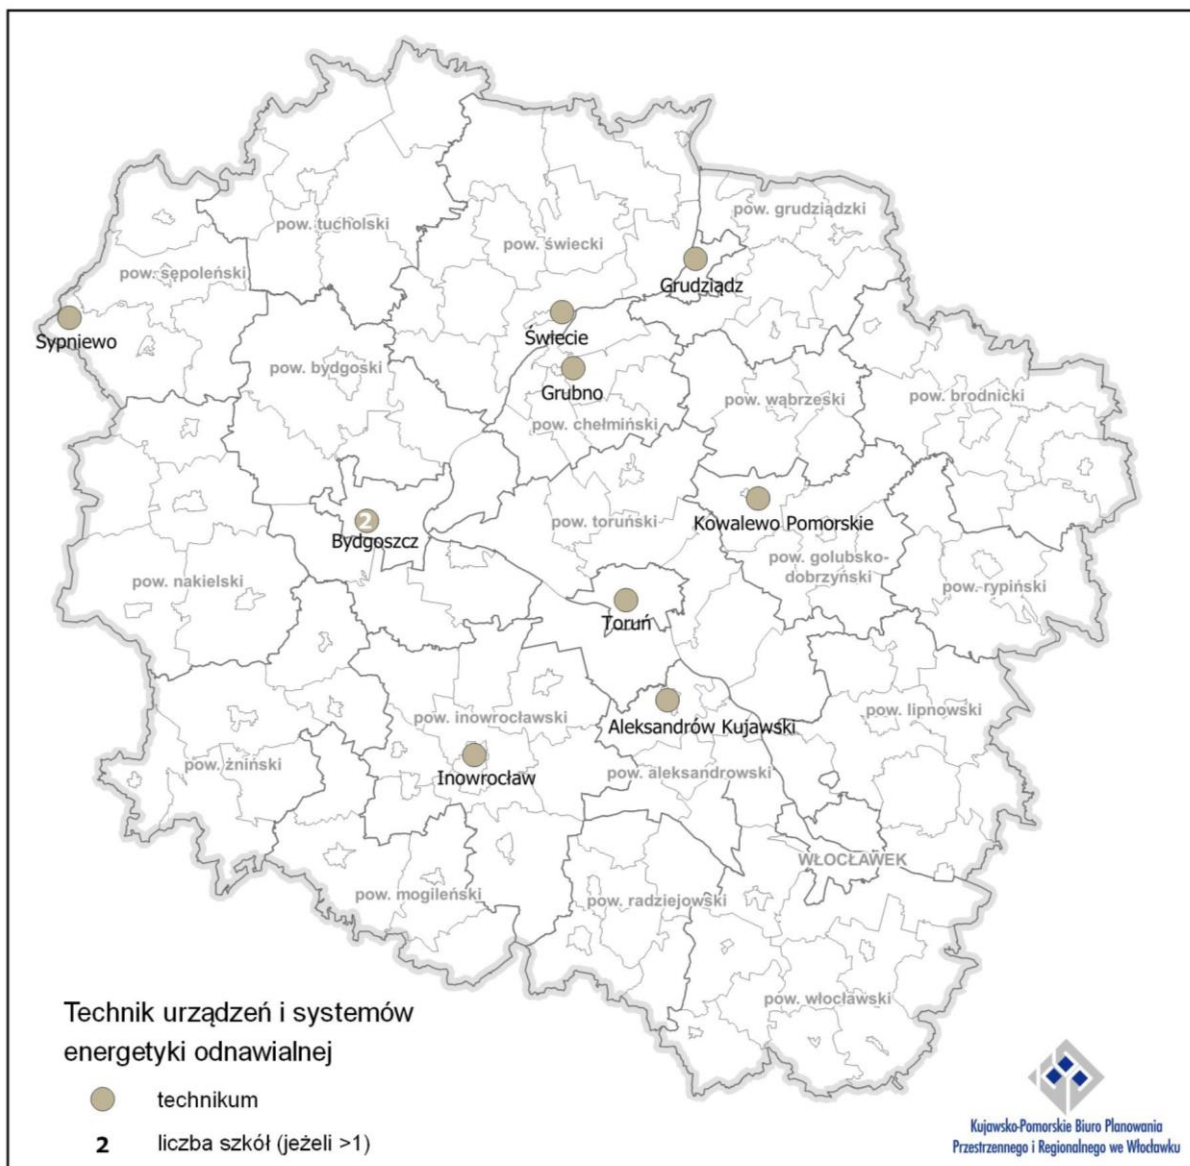 pow. grudziądzki
pow. tucholski
pow. świecki
pow. sępoleński
Grudziądz
Sypniewo
Świecie
pow. bydgoski
Grubno
pow. wąbrzeski
pow. brodnicki
pow. chełmiński
pow. toruński
Kowalewo Pomorskie
2
Bydgoszcz
pow. golubsko-
dobrzyński
pow. nakielski
pow. rypiński
Toruń
pow. lipnowski
pow. inowrocławski
Aleksandrów Kujawski
pow. żniński
Inowrocław
pow. aleksandrowski
WŁOCŁAWEK
pow. mogileński
pow. radziejowski
pow. włocławski
Technik urządzeń i systemów
energetyki odnawialnej
technikum
2 liczba szkół (jeżeli >1)
Kujawsko-Pomorskie Biuro Planowania
Przestrzennego i Regionalnego we Włocławku